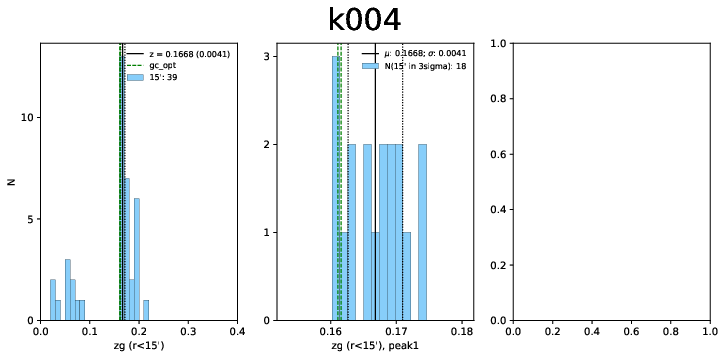 k004
z = 0.1668 (0.0041)
gc_opt
15': 39
N
10
5
0
0.0 0.1 0.2 0.3 0.4
zg (r<15')
μ: 0.1668; σ: 0.0041
N(15' in 3sigma): 18
3
2
1
0
0.16 0.17 0.18
zg (r<15'), peak1
1.0
0.8
0.6
0.4
0.2
0.0
0.0 0.2 0.4 0.6 0.8 1.0